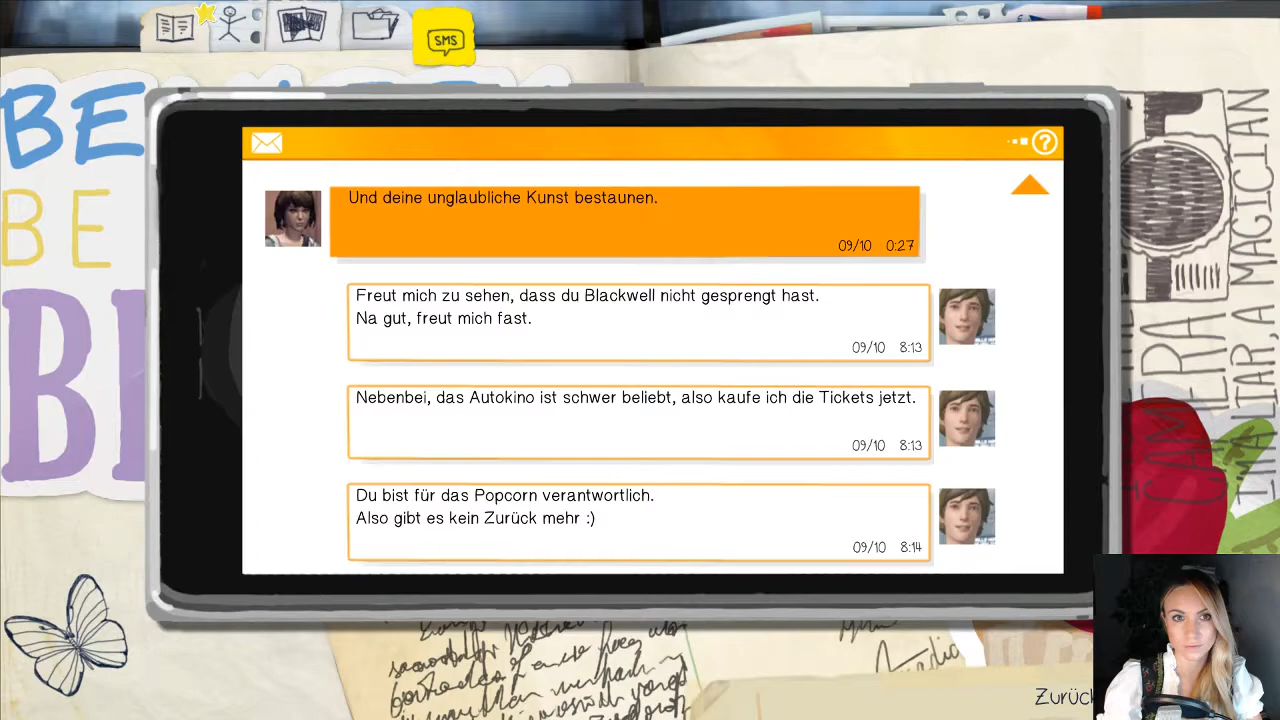 SMS
Und deine unglaubliche Kunst bestaunen.
09/10 0:27
Freut mich zu sehen, dass du Blackwell nicht gesprengt hast.
Na gut, freut mich fast.
09/10 8:13
Nebenbei, das Autokino ist schwer beliebt, also kaufe ich die Tickets jetzt.
09/10 8:13
Du bist für das Popcorn verantwortlich.
Also gibt es kein Zurück mehr :)
09/10 8:14
BE
BE
CAMERA
A MAGICIAN
Zurück